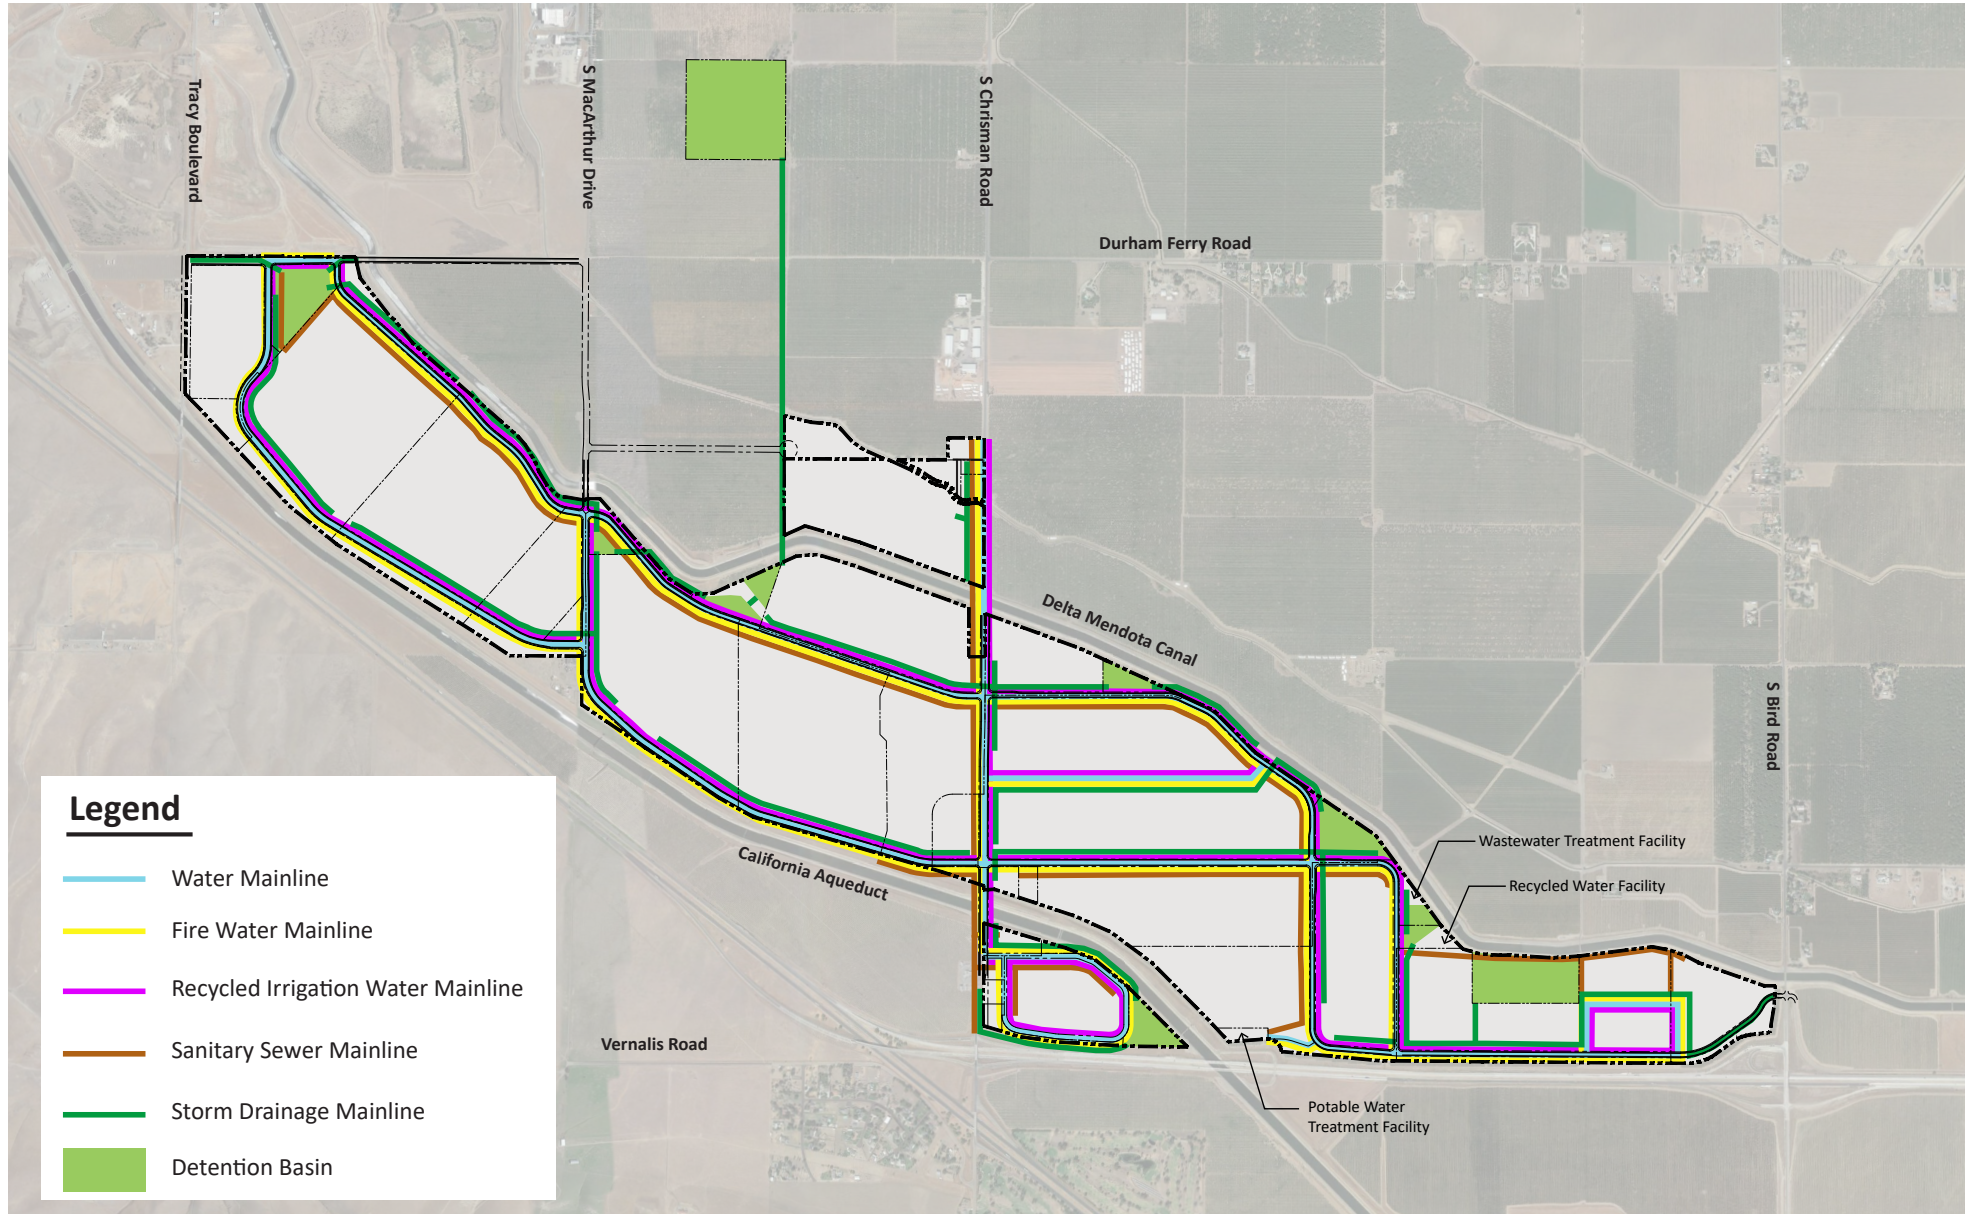 Tracy Boulevard
S MacArthur Drive
S Chrisman Road
Durham Ferry Road
Delta Mendota Canal
S Bird Road
California Aqueduct
Wastewater Treatment Facility
Recycled Water Facility
Vernalis Road
Potable Water
Treatment Facility
Legend
Water Mainline
Fire Water Mainline
Recycled Irrigation Water Mainline
Sanitary Sewer Mainline
Storm Drainage Mainline
Detention Basin